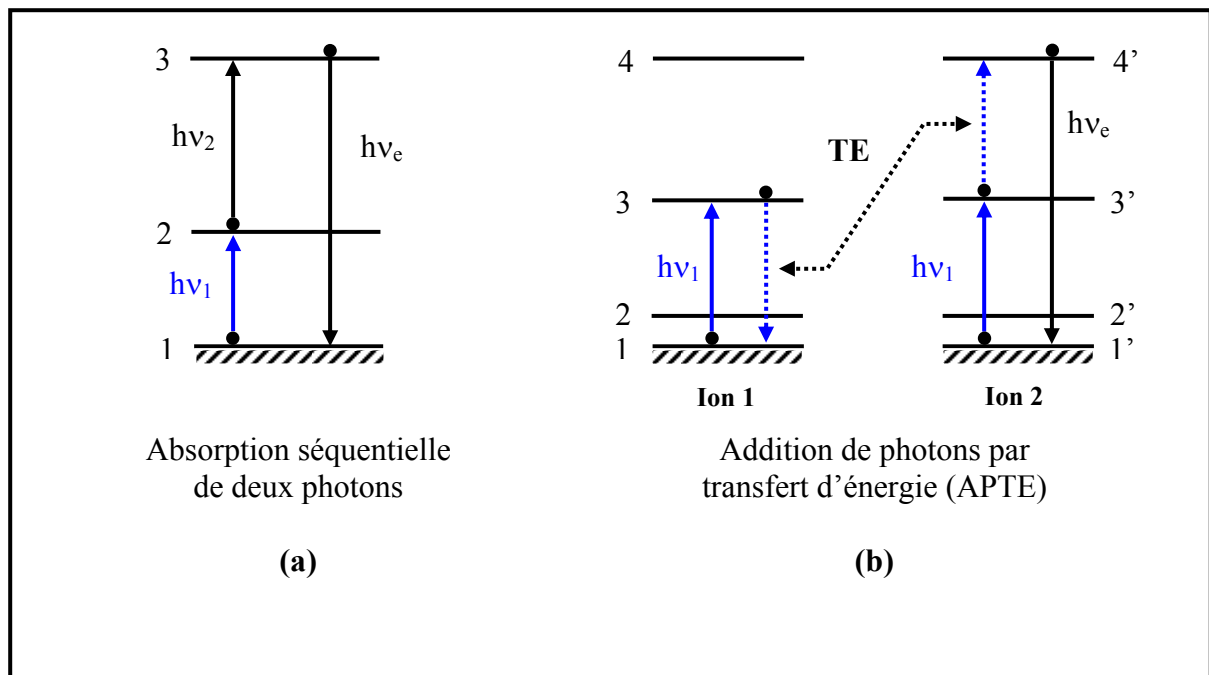 3
hν2
hνe
2
hν1
1
Absorption séquentielle
de deux photons
(a)
4
4’
TE
hνe
3
3’
hν1
hν1
2
2’
1
1’
Ion 1
Ion 2
Addition de photons par
transfert d’énergie (APTE)
(b)